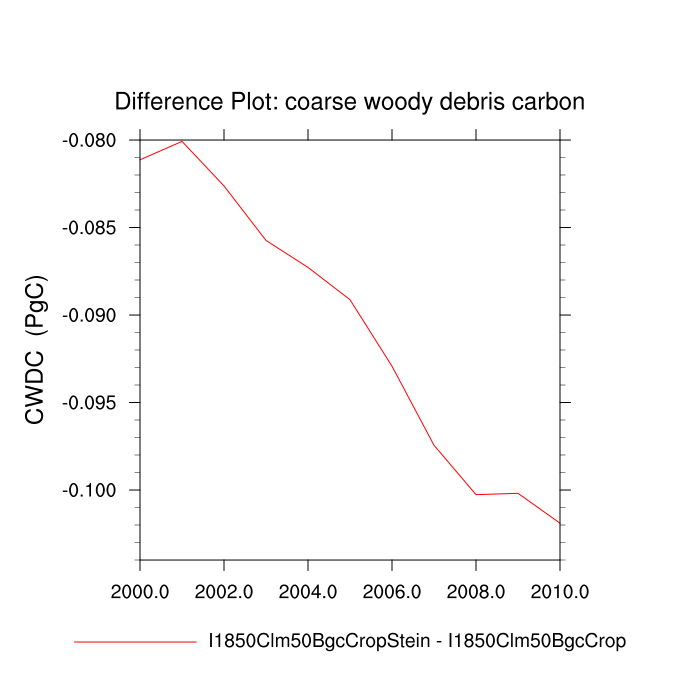 Difference Plot: coarse woody debris carbon
CWDC (PgC)
-0.080
-0.085
-0.090
-0.095
-0.100
2000.0 2002.0 2004.0 2006.0 2008.0 2010.0
I1850Clm50BgcCropStein - I1850Clm50BgcCrop